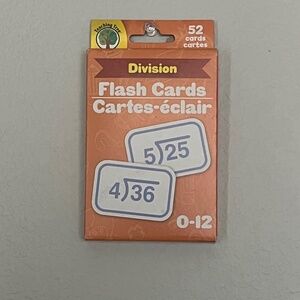 Teaching Tree
52
cards
cartes
Division
Flash Cards
Cartes-éclair
5)25
4)36
0-12